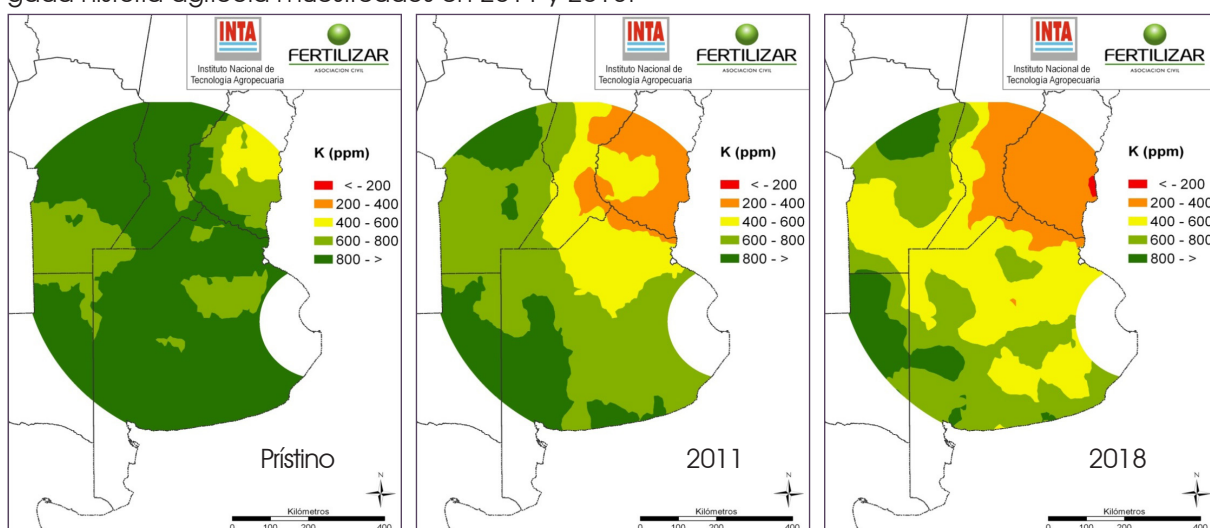 gada historia agrícola muestreados en 2011 y 2018.
INTA
Instituto Nacional de
Tecnología Agropecuaria
FERTILIZAR
ASOCIACION CIVIL
K (ppm)
< - 200
200 - 400
400 - 600
600 - 800
800 - >
Prístino
N
Kilómetros
0 100 200 400
INTA
Instituto Nacional de
Tecnología Agropecuaria
FERTILIZAR
ASOCIACION CIVIL
K (ppm)
< - 200
200 - 400
400 - 600
600 - 800
800 - >
2011
N
Kilómetros
0 100 200 400
INTA
Instituto Nacional de
Tecnología Agropecuaria
FERTILIZAR
ASOCIACION CIVIL
K (ppm)
< - 200
200 - 400
400 - 600
600 - 800
800 - >
2018
N
Kilómetros
0 100 200 400